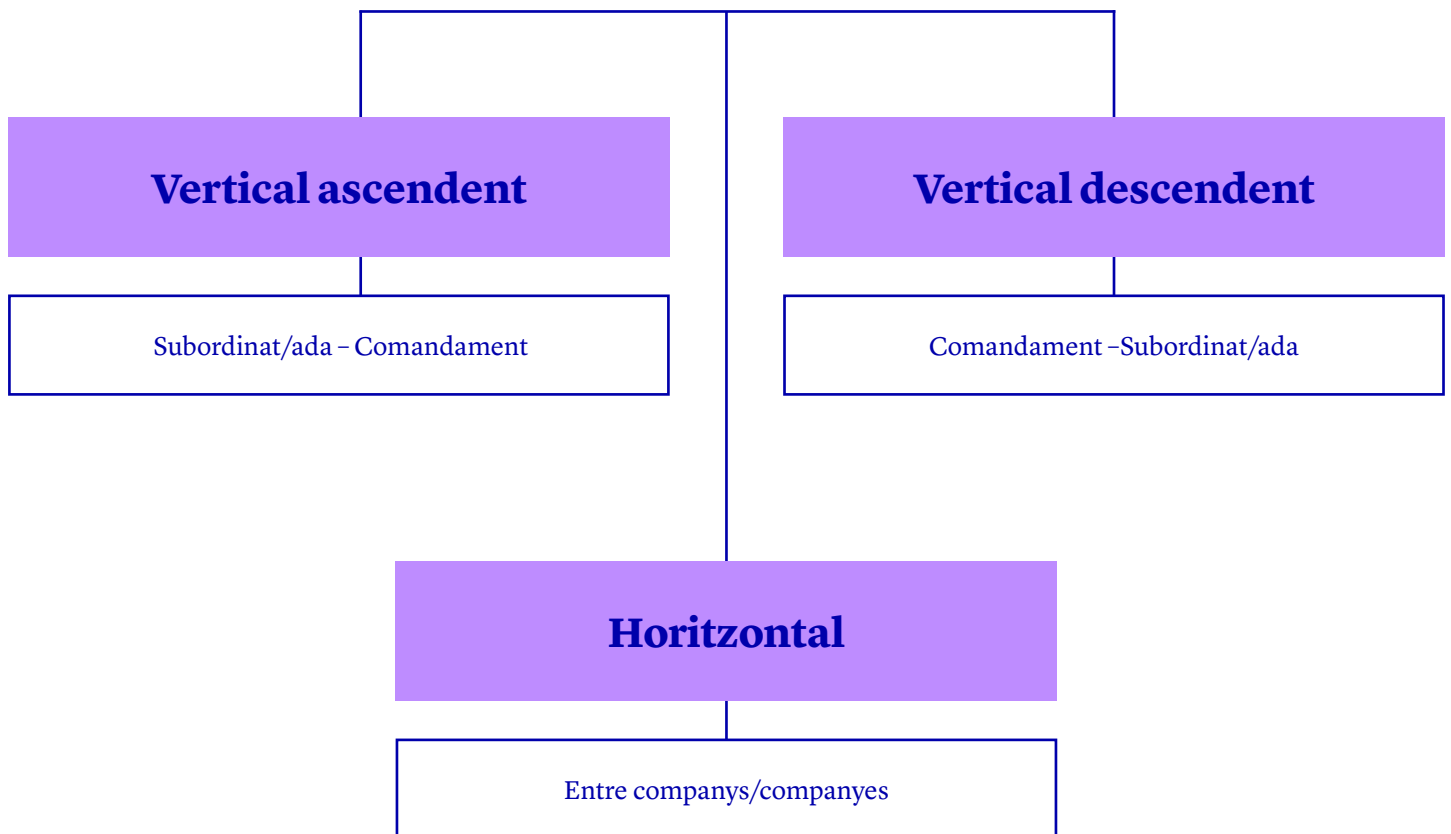 Vertical ascendent
Subordinat/ada – Comandament
Vertical descendent
Comandament –Subordinat/ada
Horitzontal
Entre companys/companyes